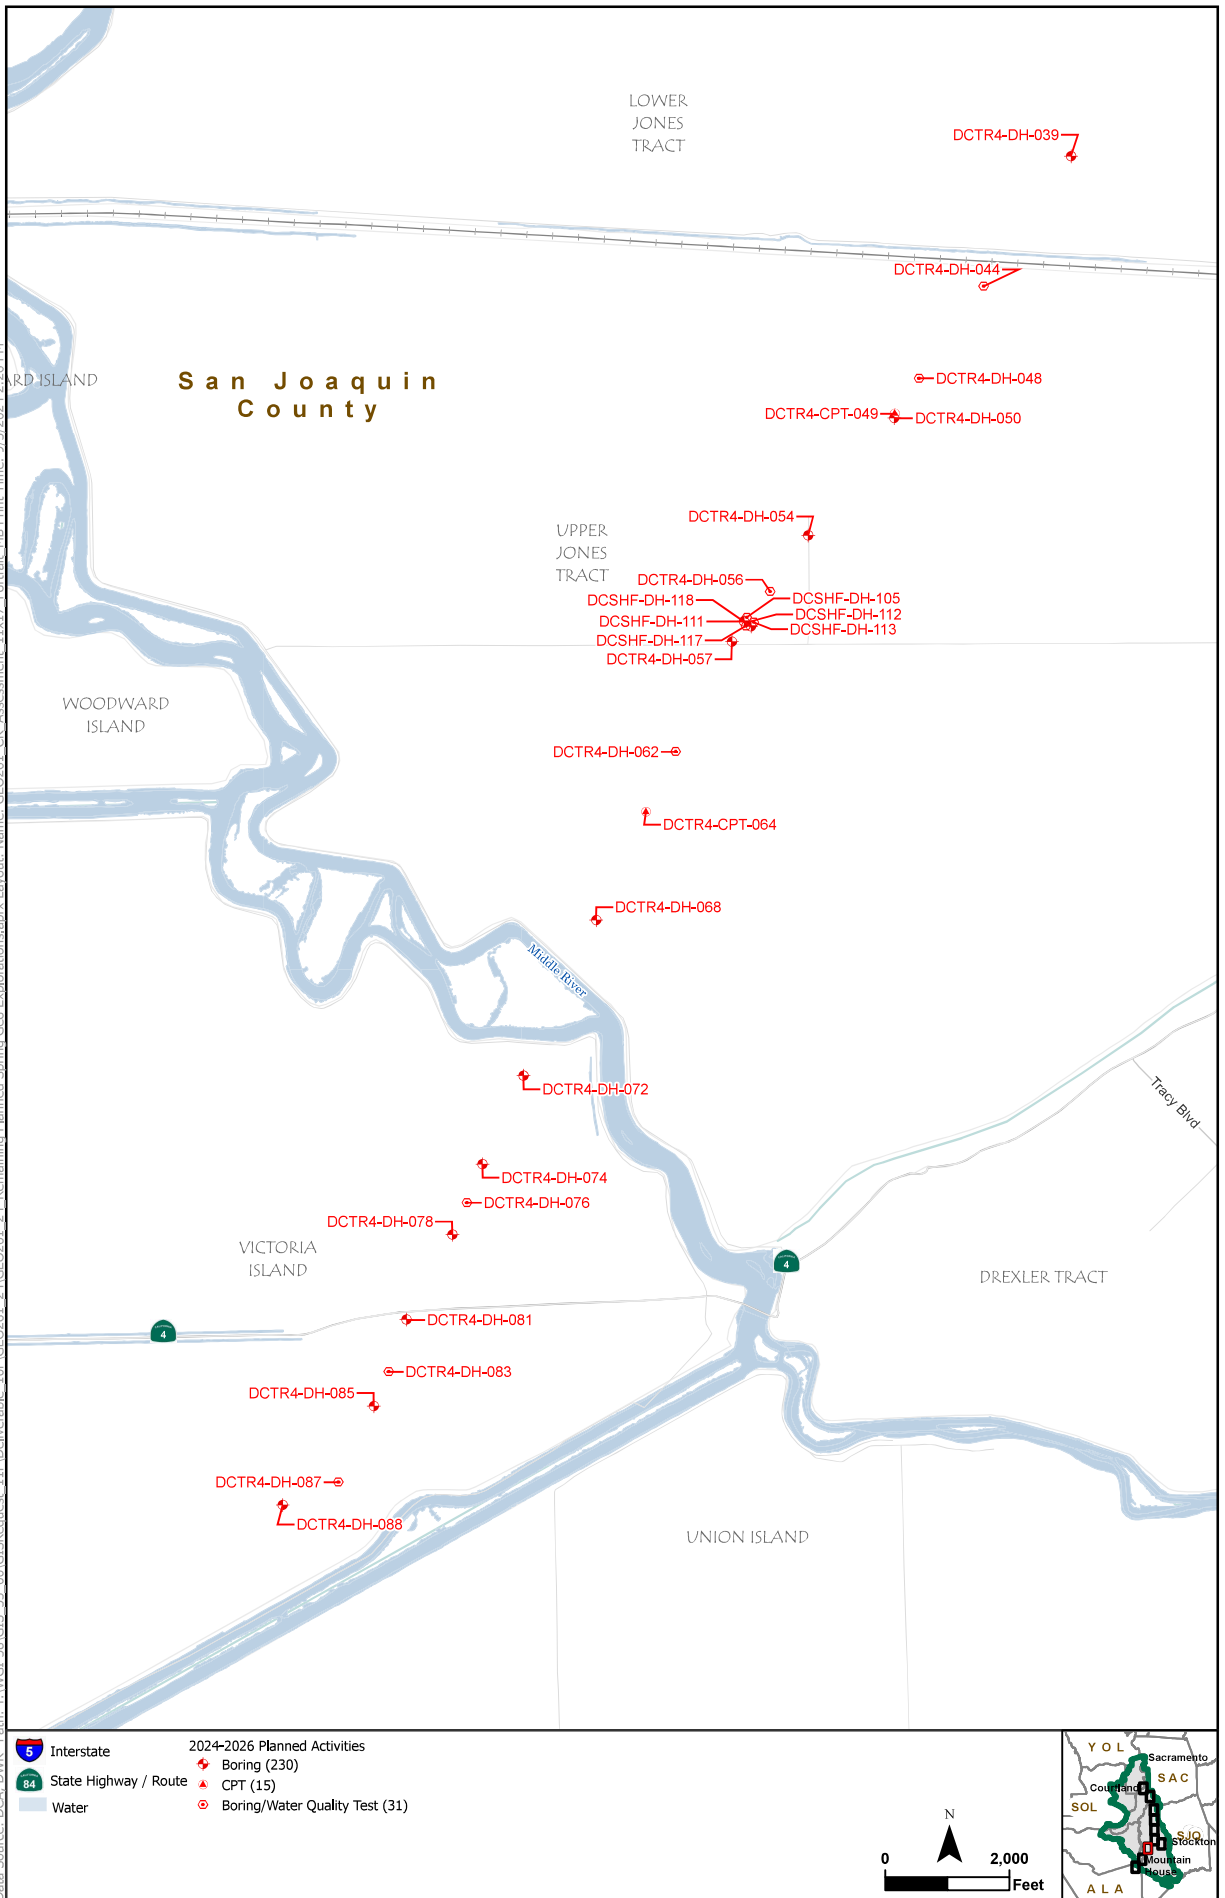 LOWER
JONES
TRACT
DCTR4-DH-039
DCTR4-DH-044
ARD ISLAND
San Joaquin
County
DCTR4-DH-048
DCTR4-CPT-049
DCTR4-DH-050
DCTR4-DH-054
UPPER
JONES
TRACT
DCTR4-DH-056
DCSHF-DH-118
DCSHF-DH-105
DCSHF-DH-111
DCSHF-DH-112
DCSHF-DH-113
DCSHF-DH-117
DCTR4-DH-057
WOODWARD
ISLAND
DCTR4-DH-062
DCTR4-CPT-064
DCTR4-DH-068
Middle River
DCTR4-DH-072
Tracy Blvd
DCTR4-DH-074
DCTR4-DH-076
DCTR4-DH-078
VICTORIA
ISLAND
4
DREXLER TRACT
DCTR4-DH-081
4
DCTR4-DH-083
DCTR4-DH-085
DCTR4-DH-087
DCTR4-DH-088
UNION ISLAND
5 Interstate
84 State Highway / Route
Water
2024-2026 Planned Activities
Boring (230)
CPT (15)
Boring/Water Quality Test (31)
N
0 2,000
Feet
YOL
Sacramento
SAC
Courtland
SOL
SJO
Stockton
Mountain
House
ALA